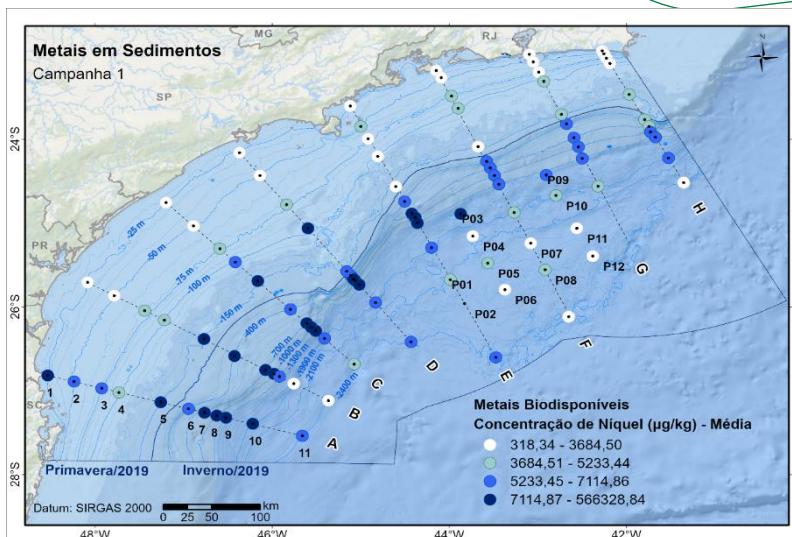 Metais em Sedimentos
Campanha 1
MG
RJ
SP
PR
SC
24°S
26°S
28°S
-25 m
-50 m
-75 m
-100 m
-150 m
-400 m
-700 m
-1000 m
-1300 m
-1900 m
-2100 m
-2400 m
P09
P10
P03
P04
P11
P07
P12
P05
P01
P08
P06
P02
H
G
F
E
D
C
B
A
1
2
3
4
5
6
7
8
9
10
11
Primavera/2019
Inverno/2019
Datum: SIRGAS 2000
0 25 50 100
km
Metais Biodisponíveis
Concentração de Níquel (µg/kg) - Média
318,34 - 3684,50
3684,51 - 5233,44
5233,45 - 7114,86
7114,87 - 566328,84
48°W
46°W
44°W
42°W